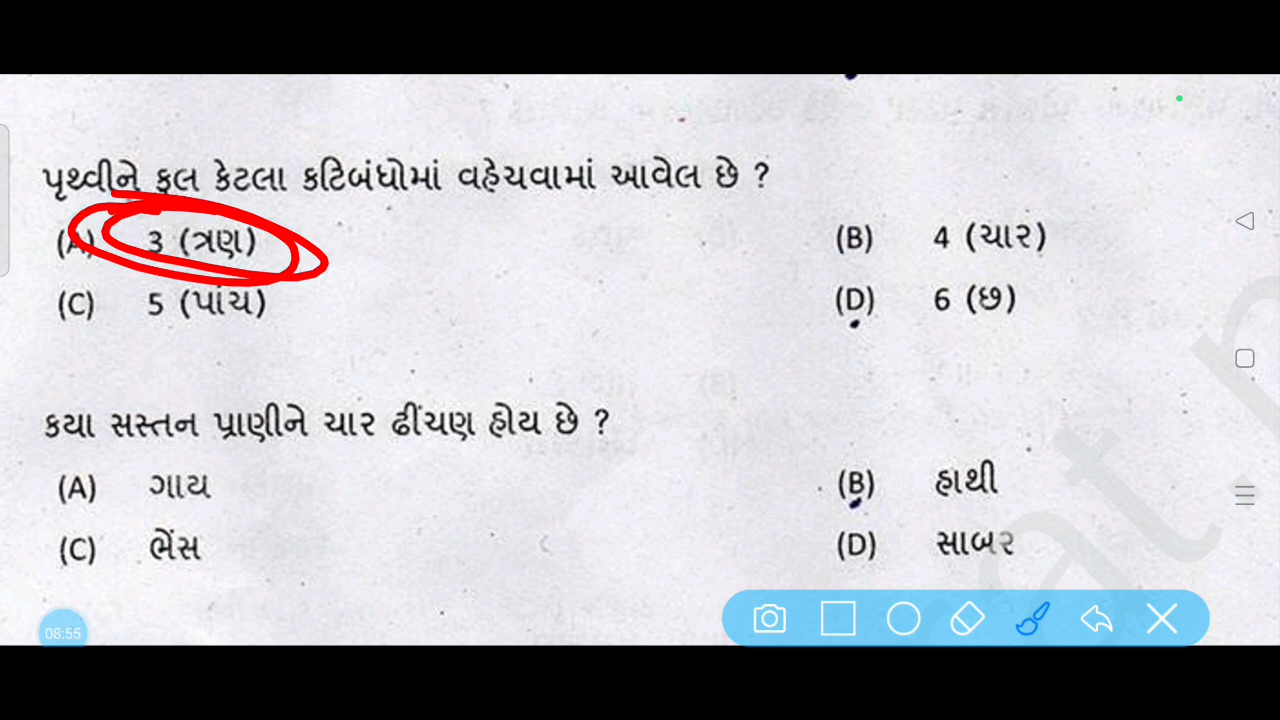 પૃથ્વીને કુલ કેટલા કટિબંધોમાં વહેચવામાં આવેલ છે ?
(A) 3 (ત્રણ) (B) 4 (ચાર)
(C) 5 (પાંચ) (D) 6 (છ)
કયા સસ્તન પ્રાણીને ચાર ઢીંચણ હોય છે ?
(A) ગાય (B) હાથી
(C) ભેંસ (D) સાબર
08:55